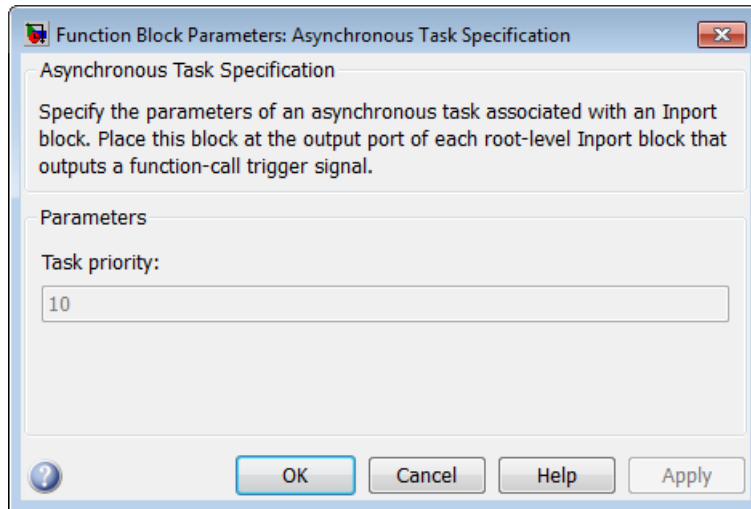 Function Block Parameters: Asynchronous Task Specification
Asynchronous Task Specification
Specify the parameters of an asynchronous task associated with an Inport
block. Place this block at the output port of each root-level Inport block that
outputs a function-call trigger signal.
Parameters
Task priority:
10
OK Cancel Help Apply